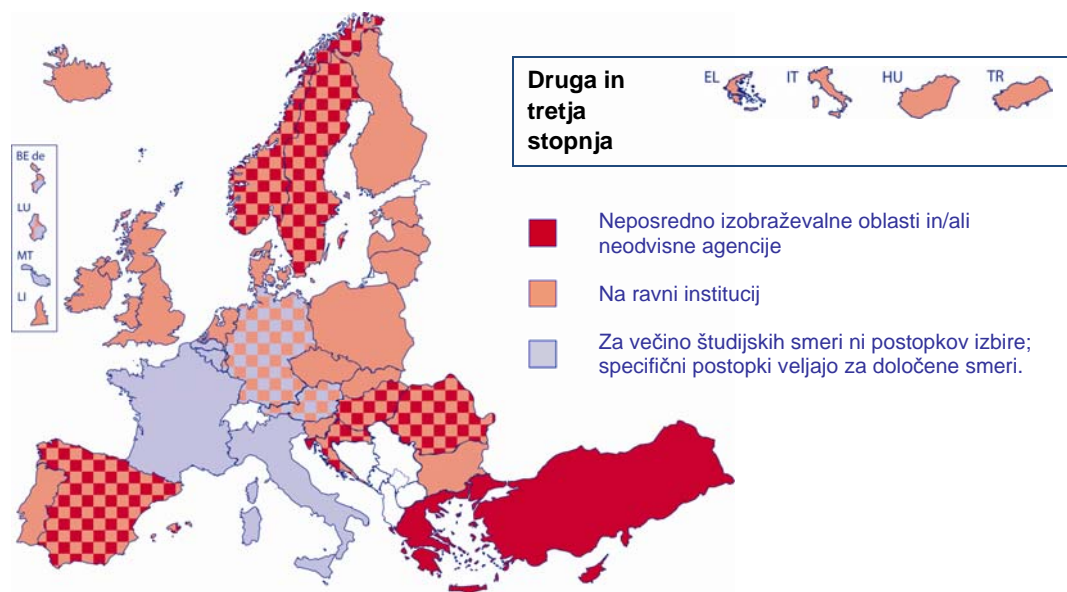 Druga in
tretja
stopnja
EL
IT
HU
TR
BE de
LU
MT
LI
Neposredno izobraževalne oblasti in/ali
neodvisne agencije
Na ravni institucij
Za večino študijskih smeri ni postopkov izbire;
specifični postopki veljajo za določene smeri.